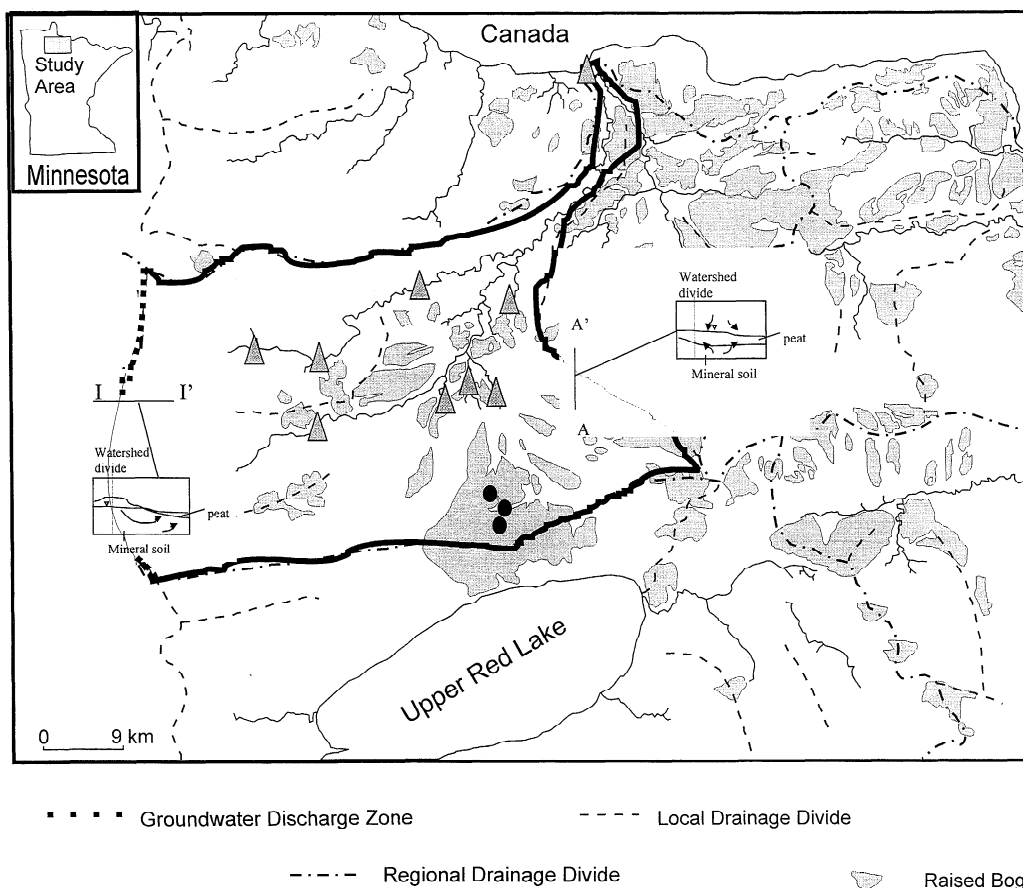 Canada
Study
Area
Minnesota
Watershed
divide
A'
peat
Mineral soil
I
I'
A
Watershed
divide
peat
Mineral soil
Upper Red Lake
0
9 km
Groundwater Discharge Zone
Local Drainage Divide
Regional Drainage Divide
Raised Bog